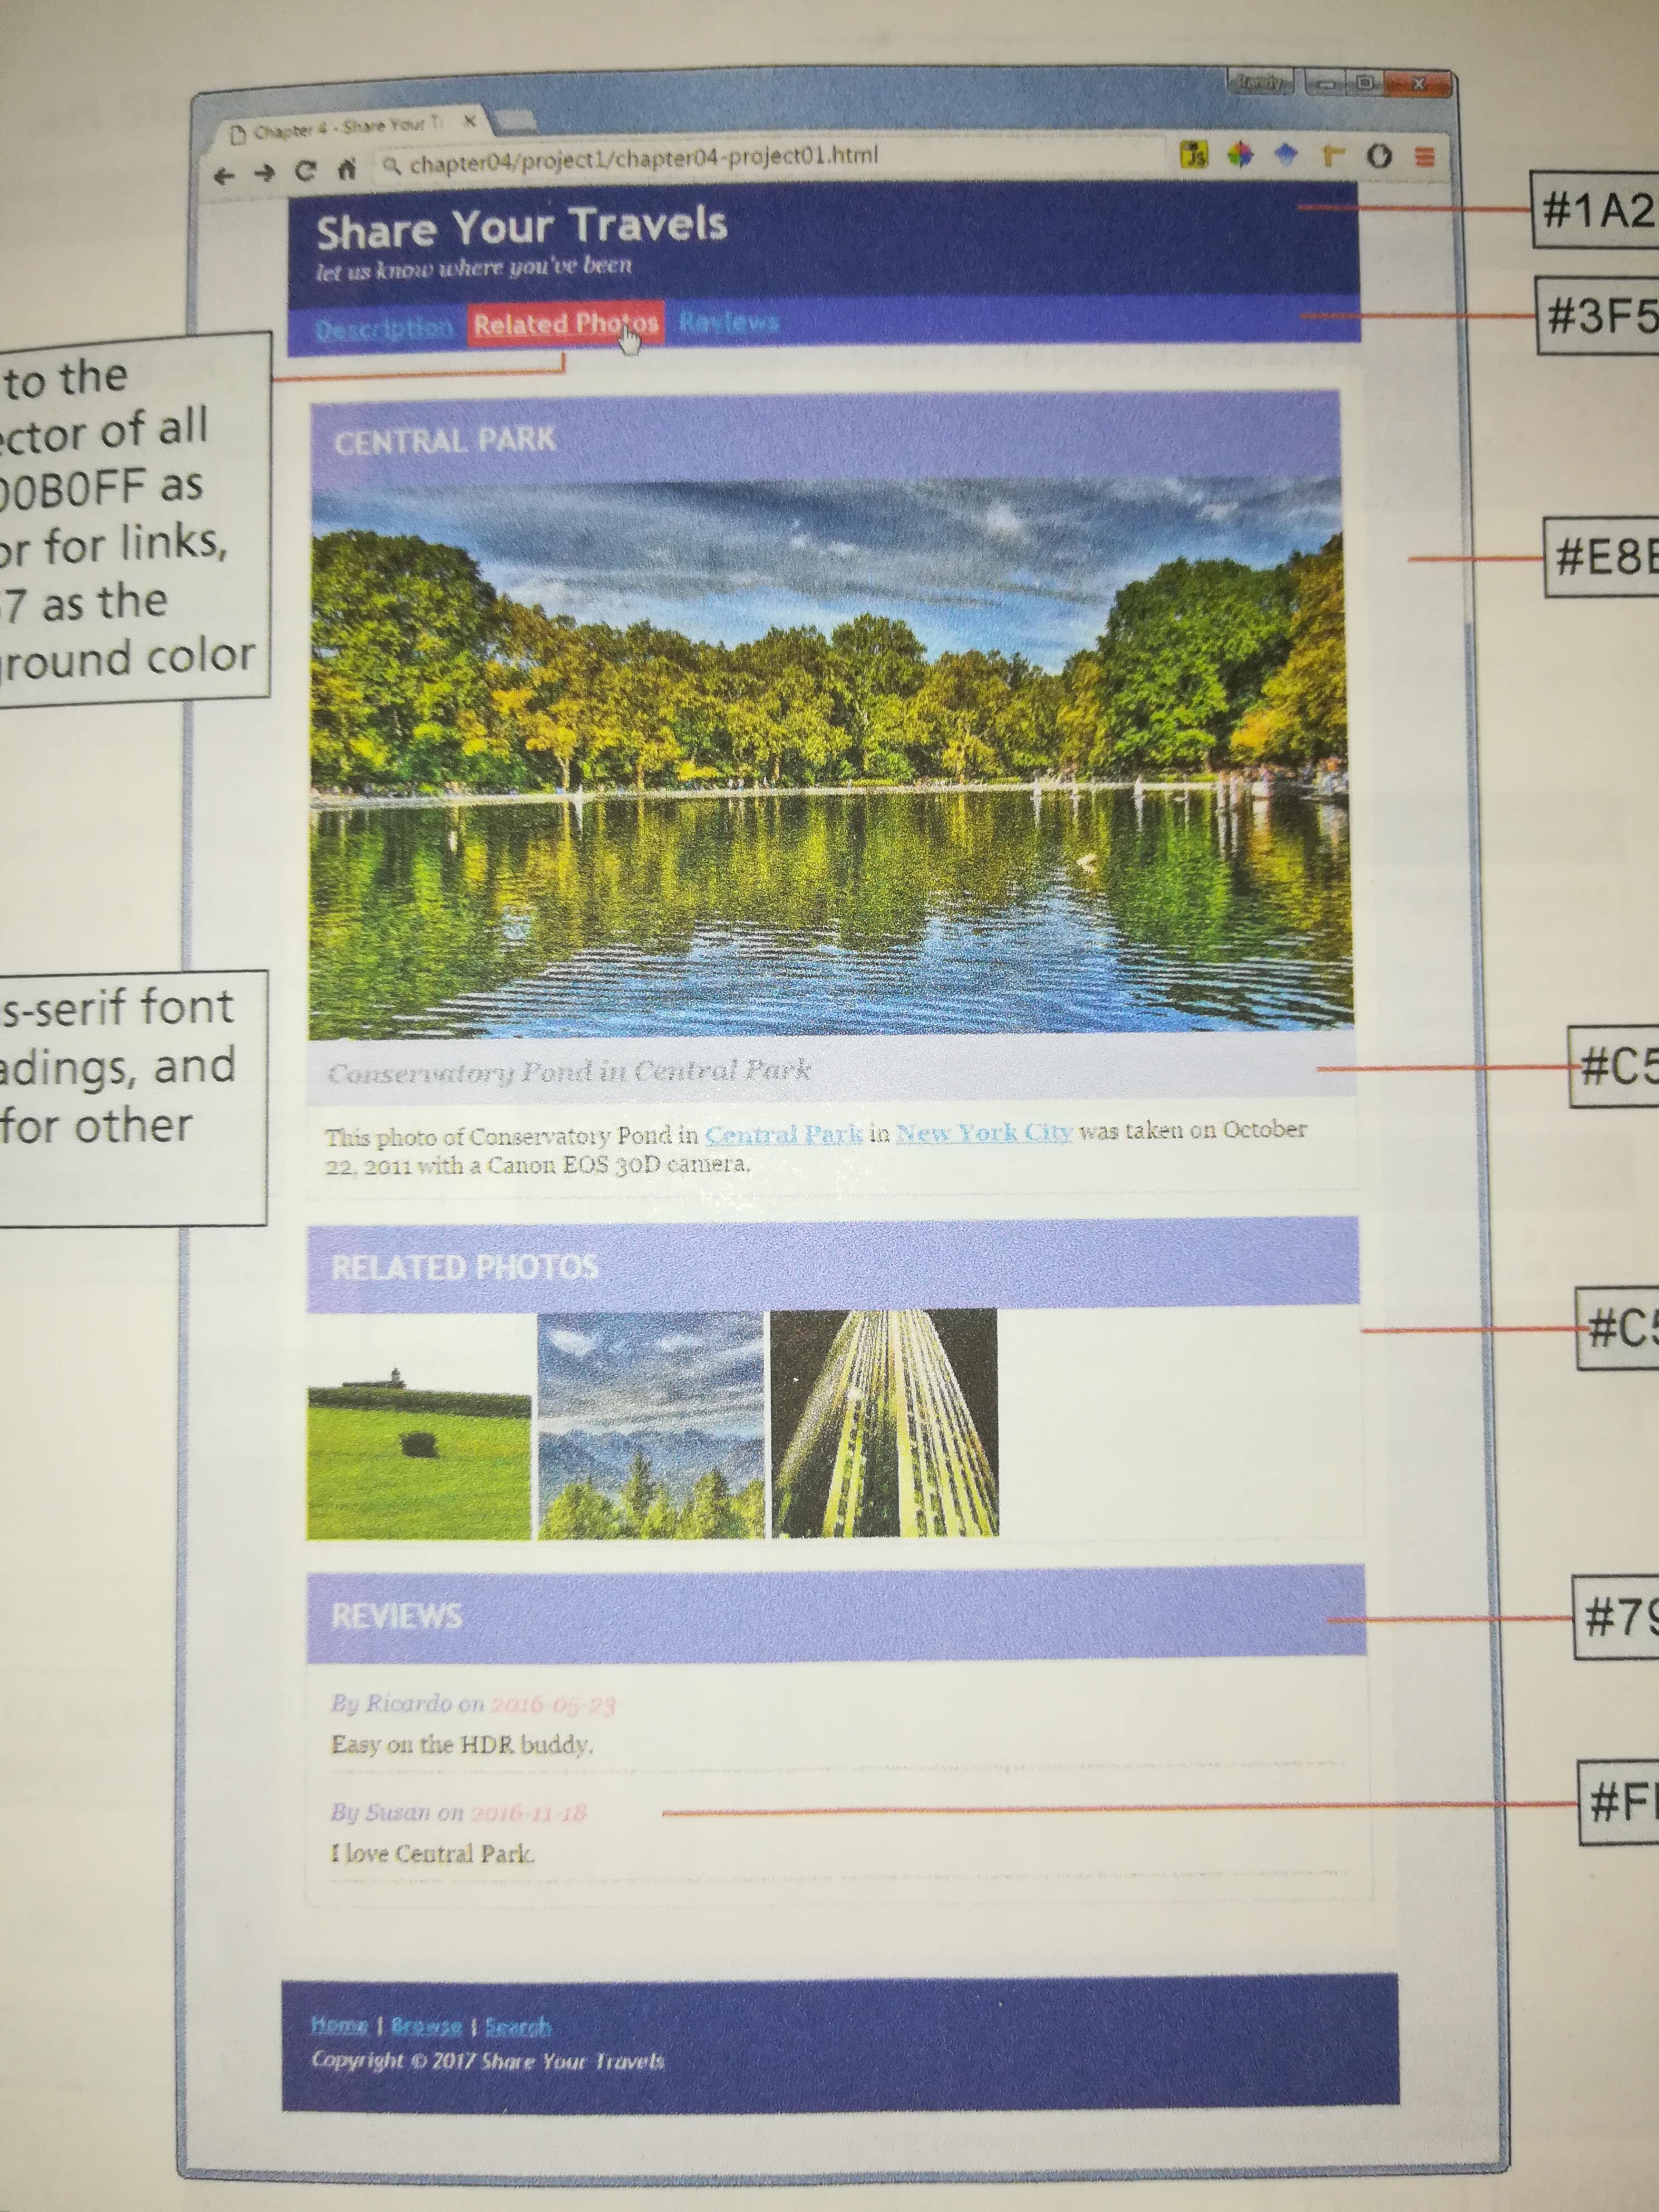 Chapter 4 - Share Your Tr
chapter04/project1/chapter04-project01.html
JS
Share Your Travels
let us know where you've been
Description Related Photos Reviews
#1A2
#3F5
to the
ector of all
00B0FF as
or for links,
7 as the
ground color
CENTRAL PARK
#E8E
s-serif font
adings, and
for other
Conservatory Pond in Central Park
#C5
This photo of Conservatory Pond in Central Park in New York City was taken on October
22, 2011 with a Canon EOS 30D camera.
RELATED PHOTOS
#C5
REVIEWS
#79
By Ricardo on 2016-05-23
Easy on the HDR buddy.
By Susan on 2016-11-18
I love Central Park.
Home | Browse | Search
Copyright © 2017 Share Your Travels